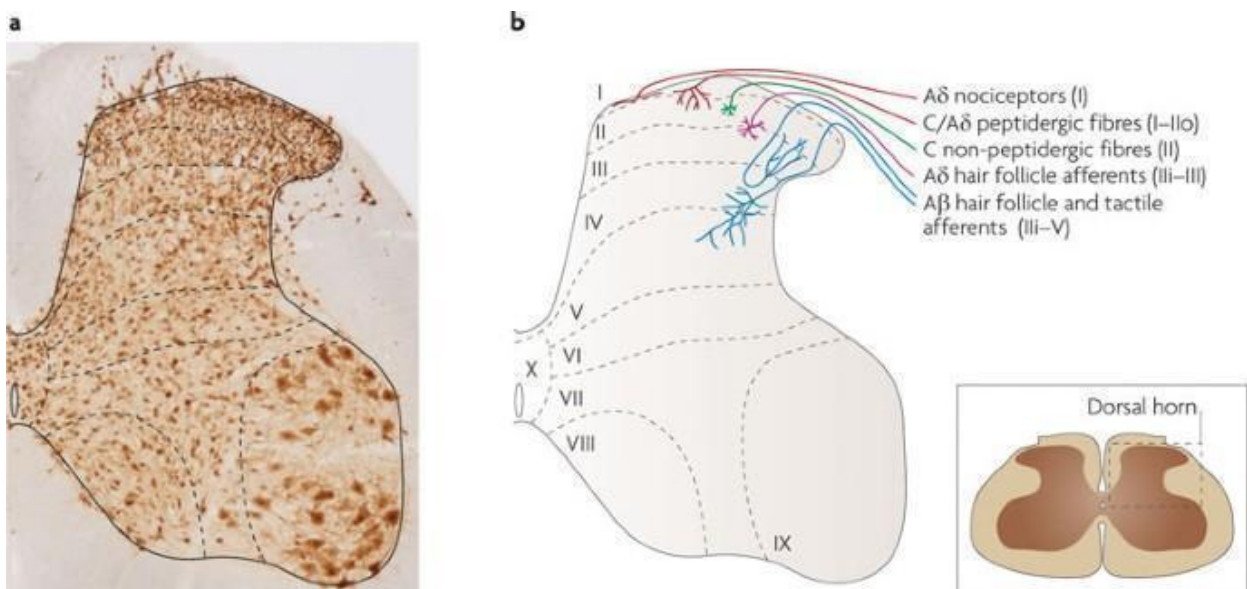 a
b
I
II
III
IV
V
VI
X
VII
VIII
IX
Aδ nociceptors (I)
C/Aδ peptidergic fibres (I–IIo)
C non-peptidergic fibres (II)
Aδ hair follicle afferents (IIi–III)
Aβ hair follicle and tactile
afferents (IIi–V)
Dorsal horn